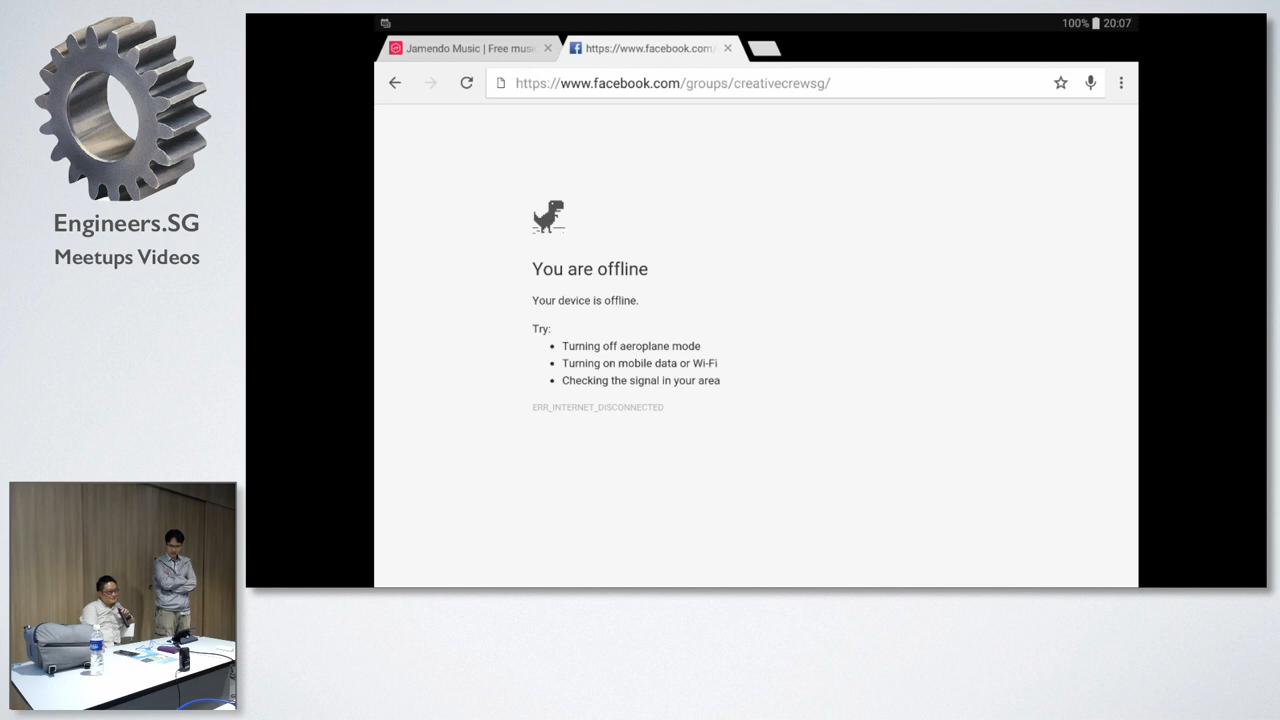 Engineers.SG
Meetups Videos
100% 20:07
Jamendo Music | Free musi
https://www.facebook.com/
https://www.facebook.com/groups/creativecrewsg/
You are offline
Your device is offline.
Try:
Turning off aeroplane mode
Turning on mobile data or Wi-Fi
Checking the signal in your area
ERR_INTERNET_DISCONNECTED